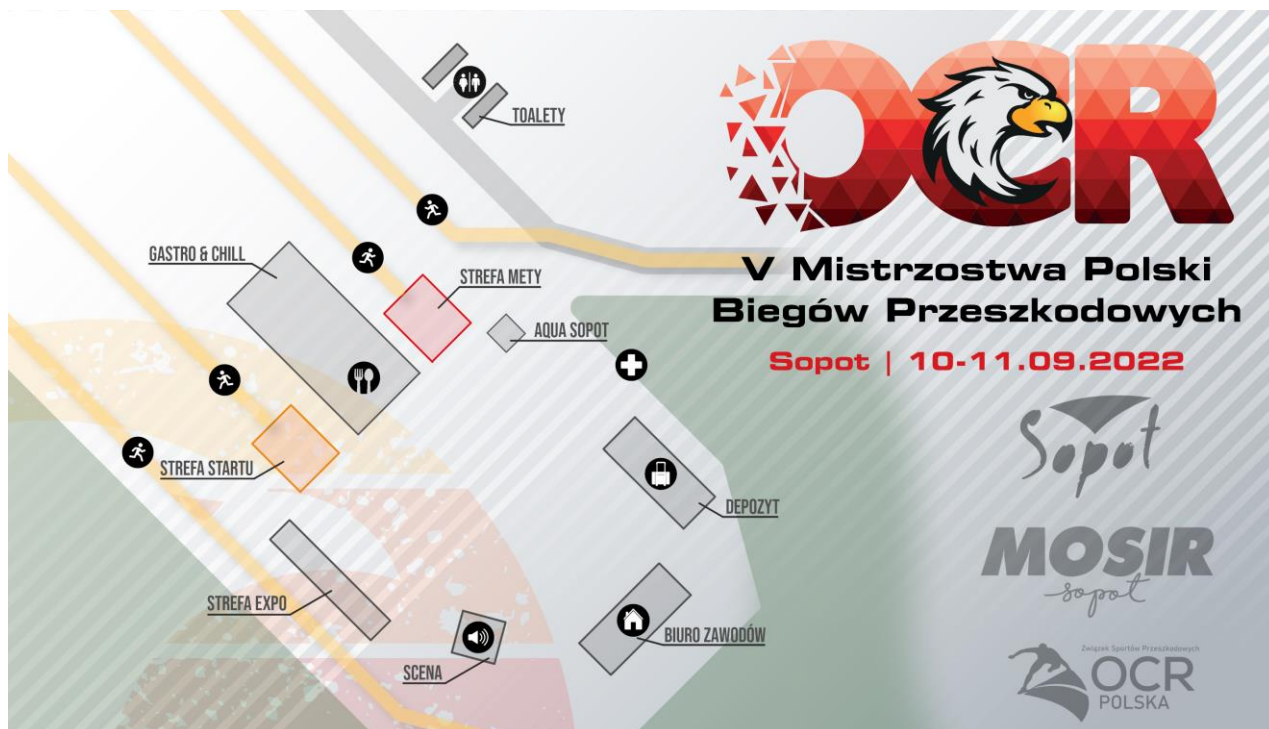 TOALETY
GASTRO & CHILL
STREFA METY
AQUA SOPOT
STREFA STARTU
DEPOZYT
STREFA EXPO
BIURO ZAWODÓW
SCENA
OCR
V Mistrzostwa Polski
Biegów Przeszkodowych
Sopot | 10-11.09.2022
Sopot
MOSIR
sopot
Związek Sportów Przeszkodowych
OCR
POLSKA